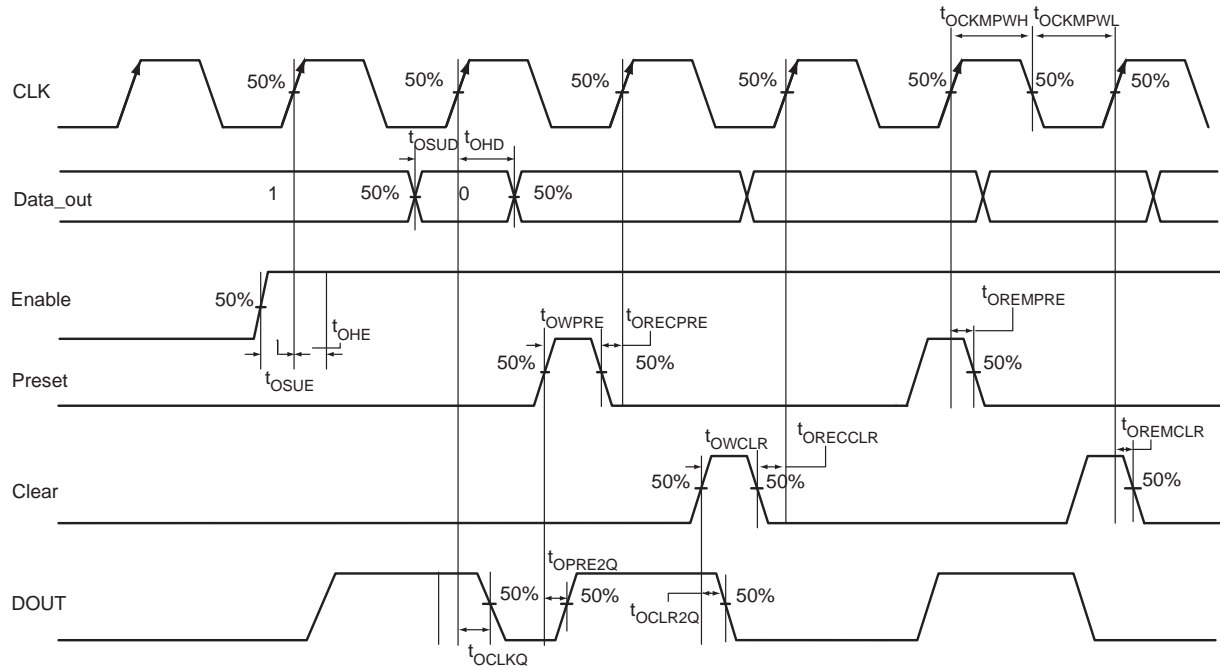 tOCKMPWH tOCKMPWL
CLK 50% 50% 50% 50% 50% 50% 50%
tOSUD tOHD
Data_out 1 50% 0 50%
Enable 50%
tOHE
tOSUE
tOWPRE tORECPRE tOREMPRE
Preset 50% 50% 50%
tOWCLR tORECCLR tOREMCLR
Clear 50% 50% 50%
tOPRE2Q
DOUT 50% 50% 50%
tOCLR2Q
tOCLKQ